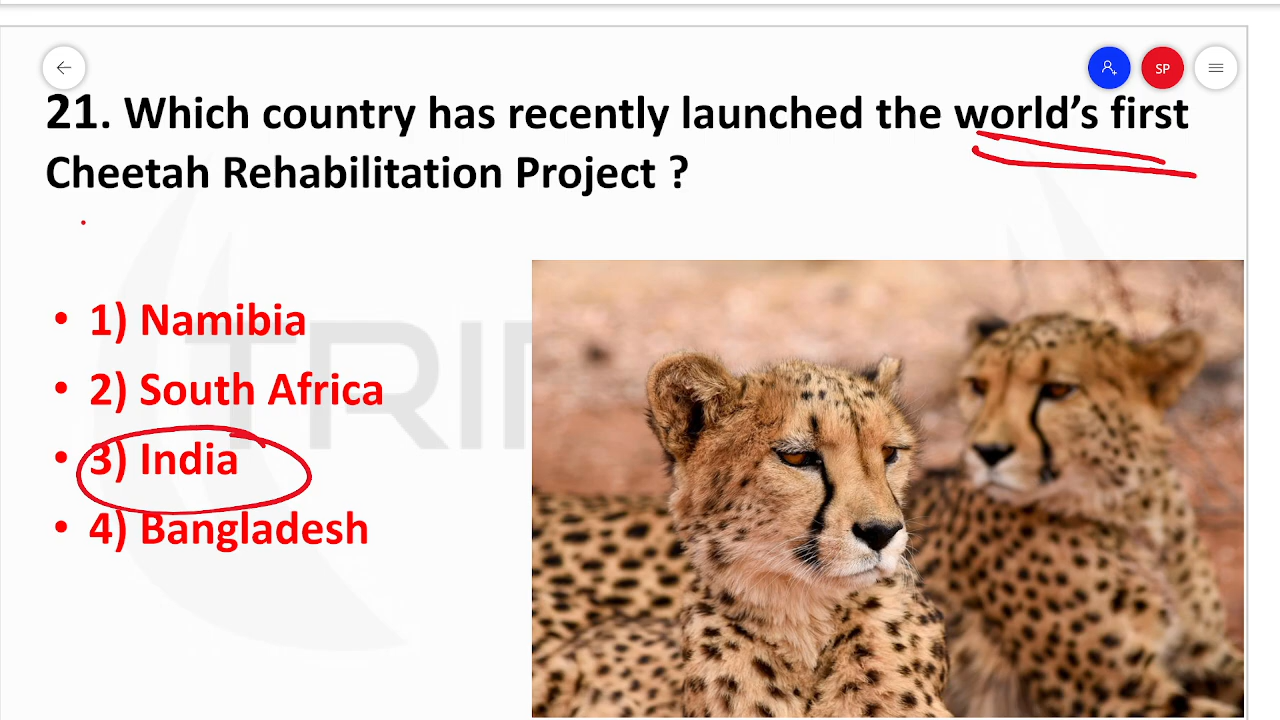 SP
21. Which country has recently launched the world’s first
Cheetah Rehabilitation Project ?
• 1) Namibia
• 2) South Africa
• 3) India
• 4) Bangladesh
TRI